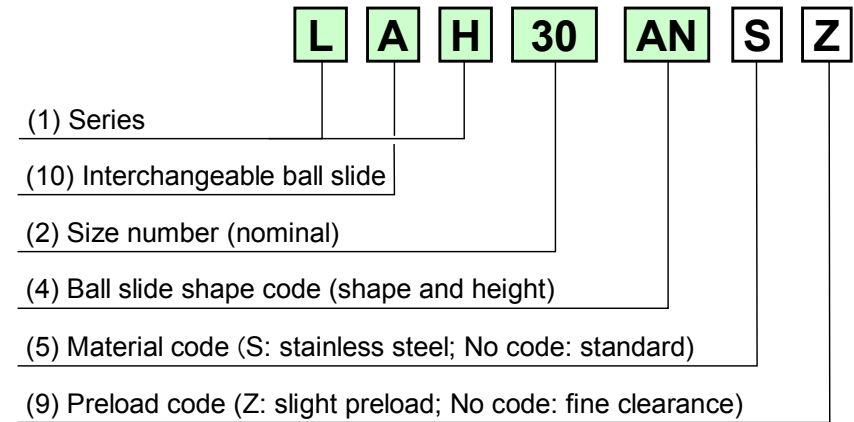 L A H 30 AN S Z
(1) Series
(10) Interchangeable ball slide
(2) Size number (nominal)
(4) Ball slide shape code (shape and height)
(5) Material code (S: stainless steel; No code: standard)
(9) Preload code (Z: slight preload; No code: fine clearance)